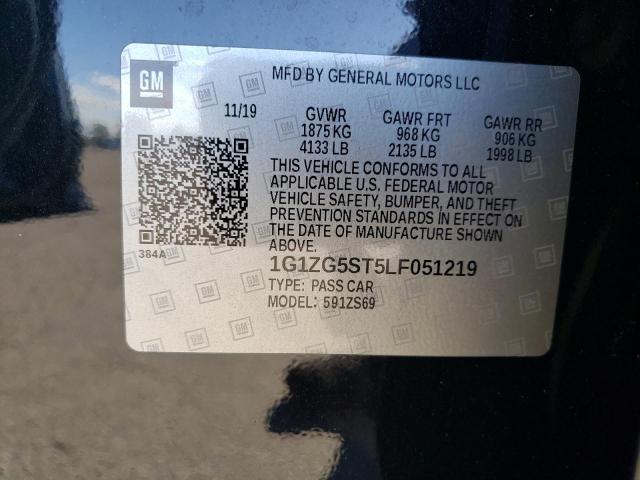 GM
MFD BY GENERAL MOTORS LLC
11/19 GVWR GAWR FRT GAWR RR
1875 KG 968 KG 906 KG
4133 LB 2135 LB 1998 LB
THIS VEHICLE CONFORMS TO ALL
APPLICABLE U.S. FEDERAL MOTOR
VEHICLE SAFETY, BUMPER, AND THEFT
PREVENTION STANDARDS IN EFFECT ON
THE DATE OF MANUFACTURE SHOWN
ABOVE.
384A
1G1ZG5ST5LF051219
TYPE: PASS CAR
MODEL: 591ZS69